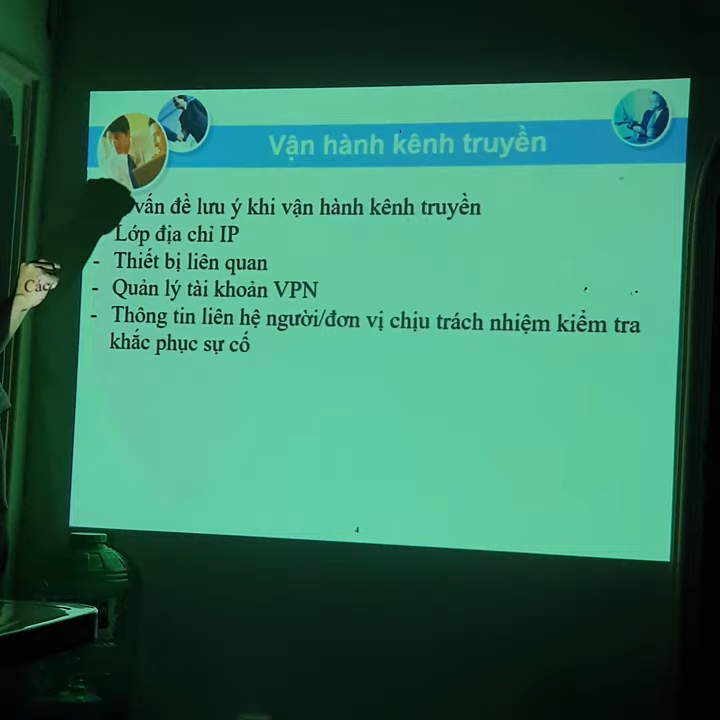 Vận hành kênh truyền
Các vấn đề lưu ý khi vận hành kênh truyền
Lớp địa chỉ IP
- Thiết bị liên quan
- Quản lý tài khoản VPN
- Thông tin liên hệ người/đơn vị chịu trách nhiệm kiểm tra
khắc phục sự cố
4